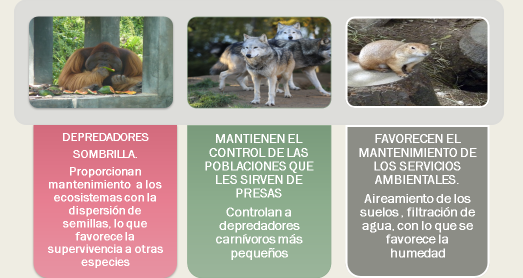 DEPREDADORES
SOMBRILLA.
Proporcionan
mantenimiento a los
ecosistemas con la
dispersión de
semillas, lo que
favorece la
supervivencia a otras
especies
MANTIENEN EL
CONTROL DE LAS
POBLACIONES QUE
LES SIRVEN DE
PRESAS
Controlan a
depredadores
carnívoros más
pequeños
FAVORECEN EL
MANTENIMIENTO DE
LOS SERVICIOS
AMBIENTALES.
Aireamiento de los
suelos , filtración de
agua, con lo que se
favorece la
humedad